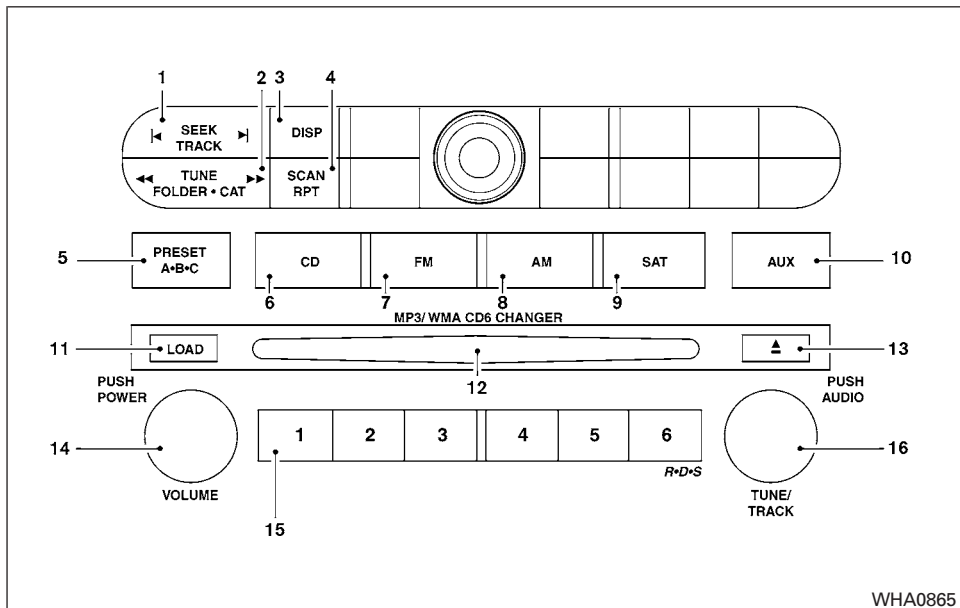 1 2 3 4
SEEK
TRACK
DISP
TUNE
FOLDER • CAT
SCAN
RPT
5
PRESET
A•B•C
CD
FM
AM
SAT
AUX
10
6 7 8 9
MP3/ WMA CD6 CHANGER
11
LOAD
12
13
PUSH
POWER
PUSH
AUDIO
14
1 2 3 4 5 6
16
R•D•S
VOLUME
15
TUNE/
TRACK
WHA0865